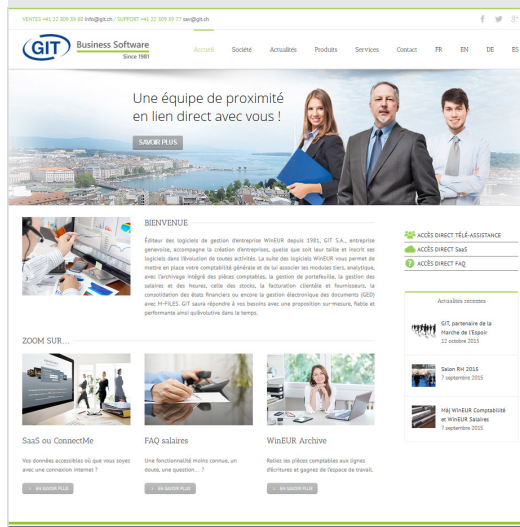 VENTES +41 22 809 59 80 info@git.ch / SUPPORT +41 22 809 59 77 sav@git.ch
GIT Business Software
Since 1981
Accueil Société Actualités Produits Services Contact FR EN DE ES
Une équipe de proximité
en lien direct avec vous !
SAVOIR PLUS
BIENVENUE
Éditeur des logiciels de gestion d'entreprise WinEUR depuis 1981, GIT S.A., entreprise
genevoise, accompagne la création d'entreprises, quelle que soit leur taille et inscrit ses
logiciels dans l'évolution de toutes activités. La suite des logiciels WinEUR vous permet de
mettre en place votre comptabilité générale et de lui associer les modules tiers, analytique,
avec l'archivage intégré des pièces comptables, la gestion de portefeuille, la gestion des
salaires et des heures, celle des stocks, la facturation clientèle et fournisseurs, la
consolidation des états financiers ou encore la gestion électronique des documents (GED)
avec M-FILES. GIT saura répondre à vos besoins avec une proposition sur-mesure, fiable et
performante ainsi qu'évolutive dans le temps.
ACCÈS DIRECT TÉLÉ-ASSISTANCE
ACCÈS DIRECT SaaS
ACCÈS DIRECT FAQ
Actualités récentes
GIT, partenaire de la
Marche de l'Espoir
12 octobre 2015
Salon RH 2015
7 septembre 2015
Màj WinEUR Comptabilité
et WinEUR Salaires
7 septembre 2015
ZOOM SUR...
SaaS ou ConnectMe
Vos données accessibles où que vous soyez
avec une connexion internet ?
EN SAVOIR PLUS
FAQ salaires
Une fonctionnalité moins connue, un
doute, une question... ?
EN SAVOIR PLUS
WinEUR Archive
Reliez les pièces comptables aux lignes
d'écritures et gagnez de l'espace de travail.
EN SAVOIR PLUS